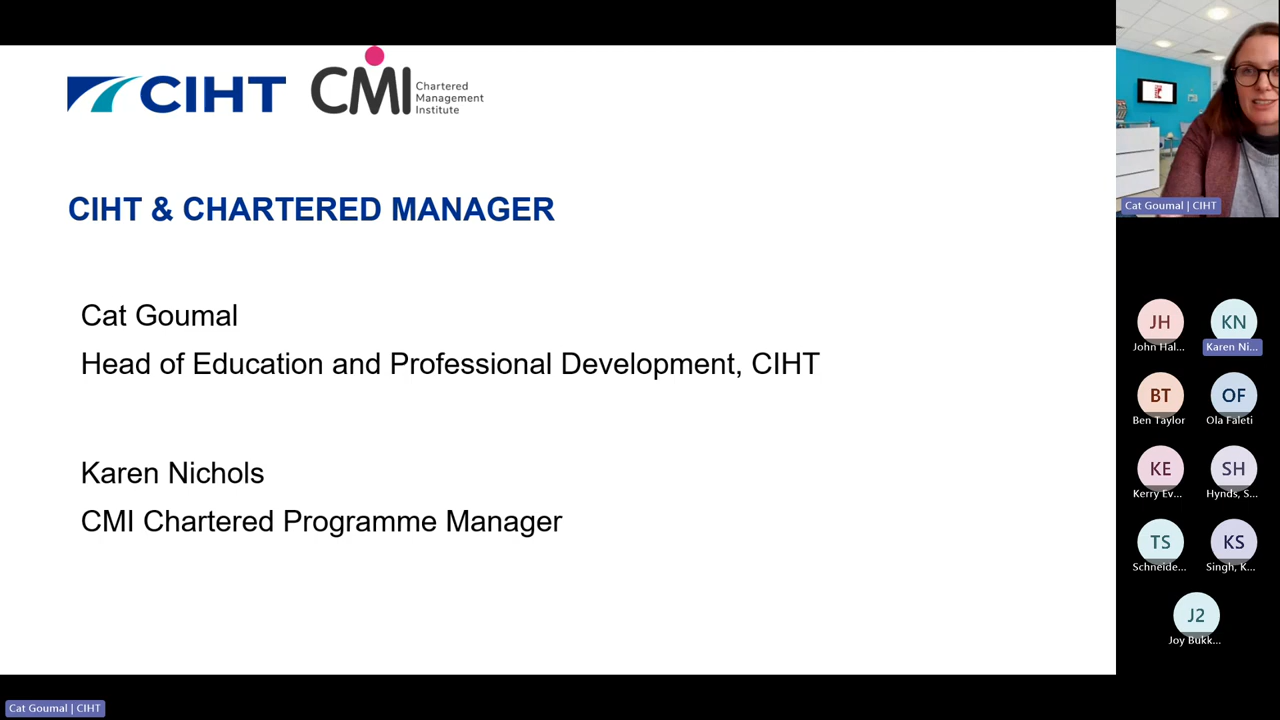 CIHT
CMI
Chartered
Management
Institute
CIHT & CHARTERED MANAGER
Cat Goumal
Head of Education and Professional Development, CIHT
Karen Nichols
CMI Chartered Programme Manager
Cat Goumal | CIHT
JH
John Hal...
KN
Karen Ni...
BT
Ben Taylor
OF
Ola Faleti
KE
Kerry Ev...
SH
Hynds, S...
TS
Schneide...
KS
Singh, K...
J2
Joy Bukk...
Cat Goumal | CIHT